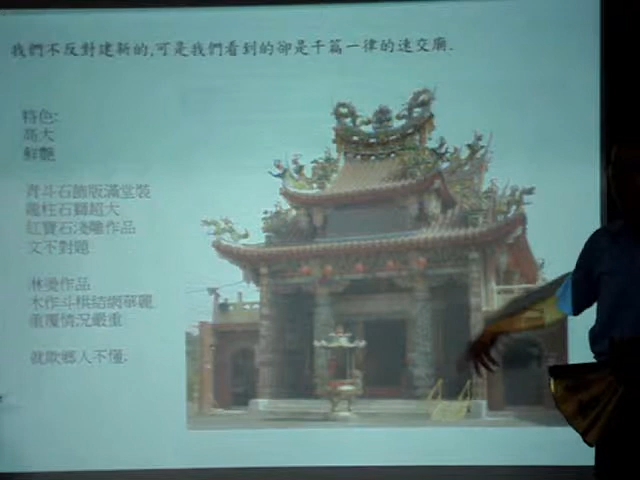 我們不反對建新的,可是我們看到的卻是千篇一律的速交廟.
特色:
高大
鮮艷
青斗石飾版滿堂裝
龍柱石獅超大
紅寶石淺雕作品
文不對題
淋漫作品
木作斗栱結網華麗
重覆情況嚴重
就欺鄉人不懂.